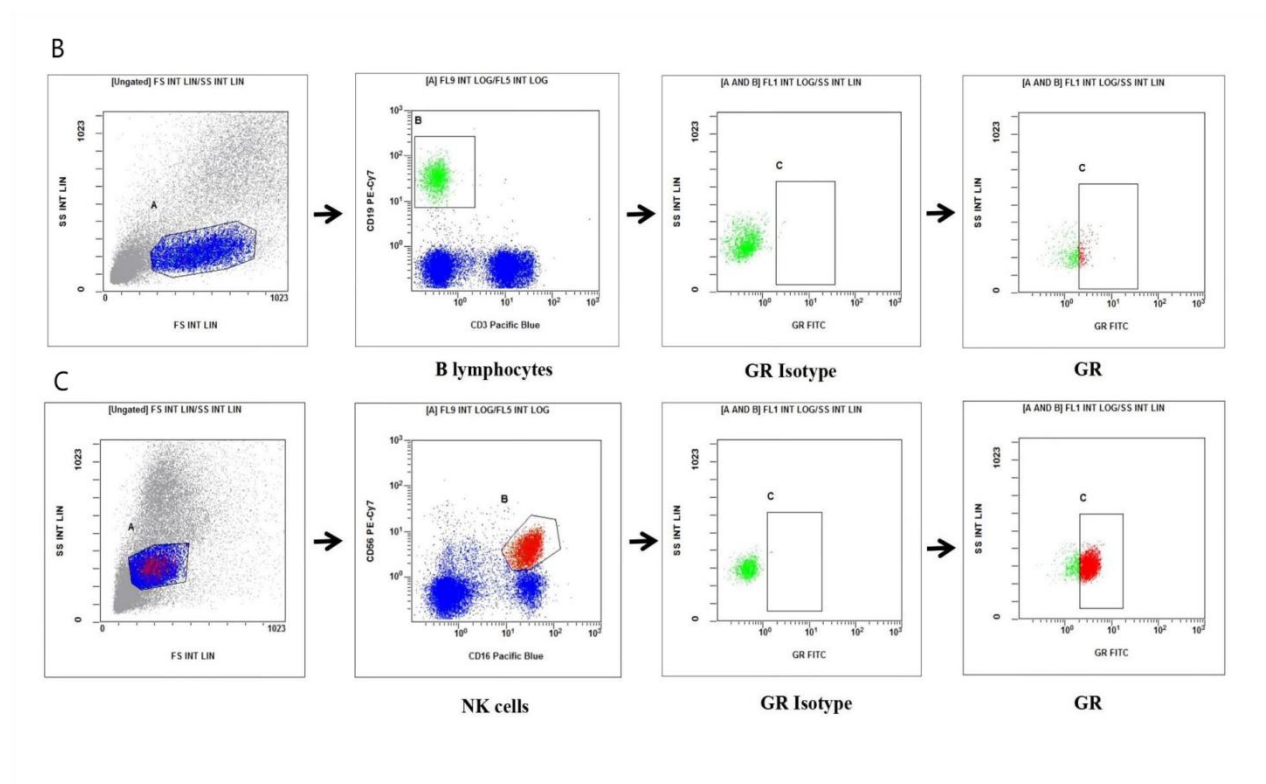 B
[Ungated] FS INT LIN/SS INT LIN
1023
SS INT LIN
A
0
0
1023
FS INT LIN
[A] FL9 INT LOG/FL5 INT LOG
10³
B
10²
CD19 PE-Cy7
10¹
10⁰
10⁰ 10¹ 10² 10³
CD3 Pacific Blue
B lymphocytes
[A AND B] FL1 INT LOG/SS INT LIN
1023
C
SS INT LIN
0
10⁰ 10¹ 10² 10³
GR FITC
GR Isotype
[A AND B] FL1 INT LOG/SS INT LIN
1023
C
SS INT LIN
0
10⁰ 10¹ 10² 10³
GR FITC
GR
C
[Ungated] FS INT LIN/SS INT LIN
1023
SS INT LIN
A
0
0
1023
FS INT LIN
[A] FL9 INT LOG/FL5 INT LOG
10³
10²
B
CD56 PE-Cy7
10¹
10⁰
10⁰ 10¹ 10² 10³
CD16 Pacific Blue
NK cells
[A AND B] FL1 INT LOG/SS INT LIN
1023
C
SS INT LIN
0
10⁰ 10¹ 10² 10³
GR FITC
GR Isotype
[A AND B] FL1 INT LOG/SS INT LIN
1023
C
SS INT LIN
0
10⁰ 10¹ 10² 10³
GR FITC
GR